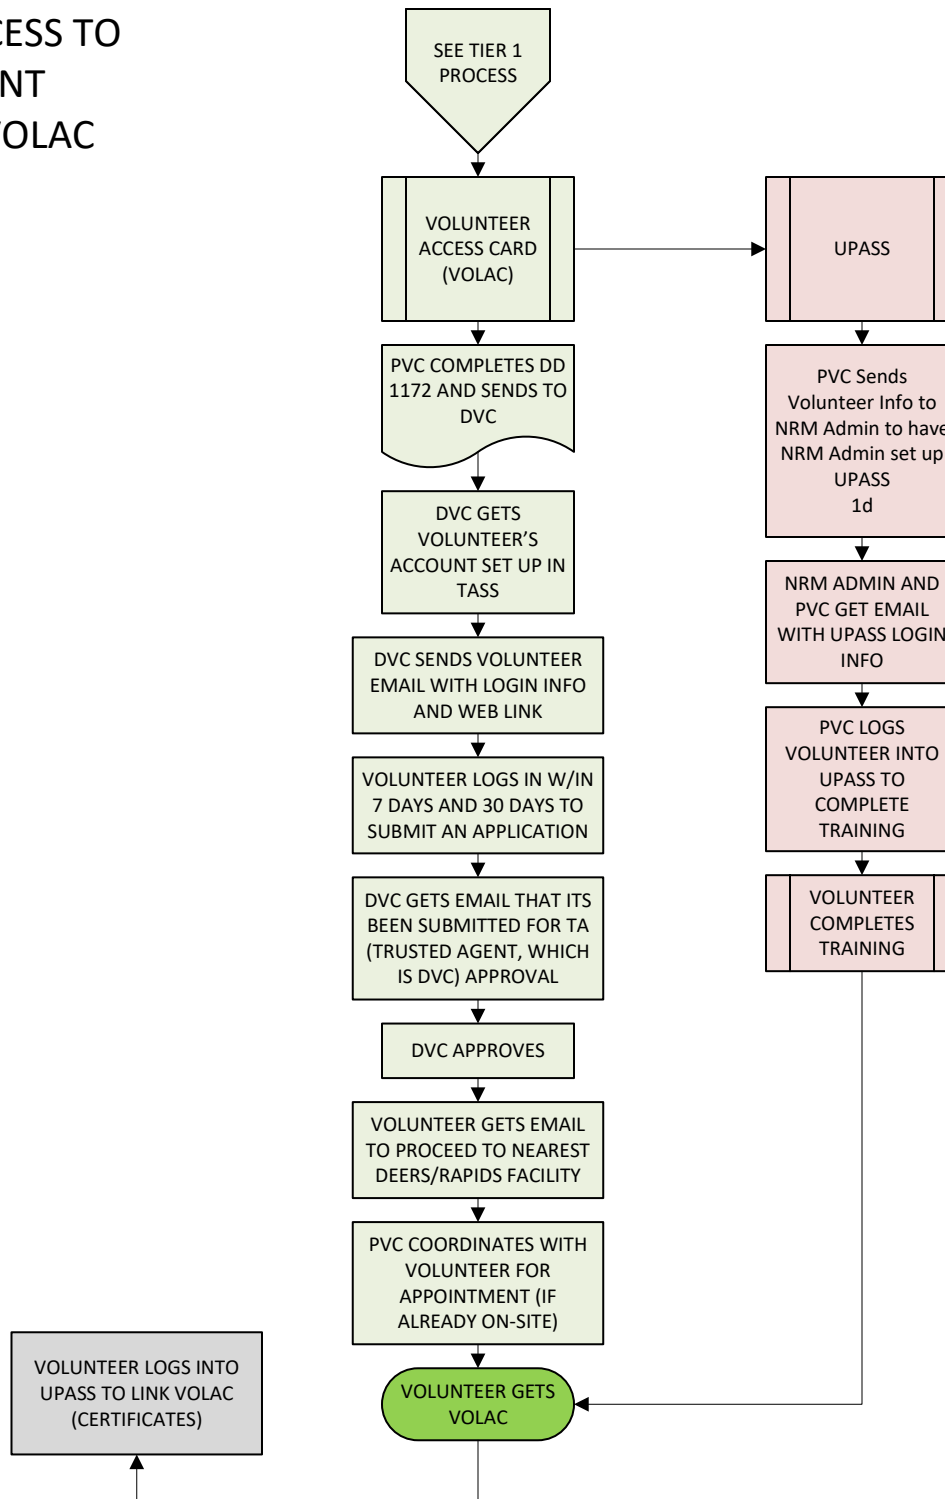 CESS TO
NT
VOLAC
SEE TIER 1
PROCESS
VOLUNTEER
ACCESS CARD
(VOLAC)
UPASS
PVC COMPLETES DD
1172 AND SENDS TO
DVC
PVC Sends
Volunteer Info to
NRM Admin to have
NRM Admin set up
UPASS
1d
DVC GETS
VOLUNTEER'S
ACCOUNT SET UP IN
TASS
NRM ADMIN AND
PVC GET EMAIL
WITH UPASS LOGIN
INFO
DVC SENDS VOLUNTEER
EMAIL WITH LOGIN INFO
AND WEB LINK
PVC LOGS
VOLUNTEER INTO
UPASS TO
COMPLETE
TRAINING
VOLUNTEER LOGS IN W/IN
7 DAYS AND 30 DAYS TO
SUBMIT AN APPLICATION
VOLUNTEER
COMPLETES
TRAINING
DVC GETS EMAIL THAT ITS
BEEN SUBMITTED FOR TA
(TRUSTED AGENT, WHICH
IS DVC) APPROVAL
DVC APPROVES
VOLUNTEER GETS EMAIL
TO PROCEED TO NEAREST
DEERS/RAPIDS FACILITY
PVC COORDINATES WITH
VOLUNTEER FOR
APPOINTMENT (IF
ALREADY ON-SITE)
VOLUNTEER LOGS INTO
UPASS TO LINK VOLAC
(CERTIFICATES)
VOLUNTEER GETS
VOLAC